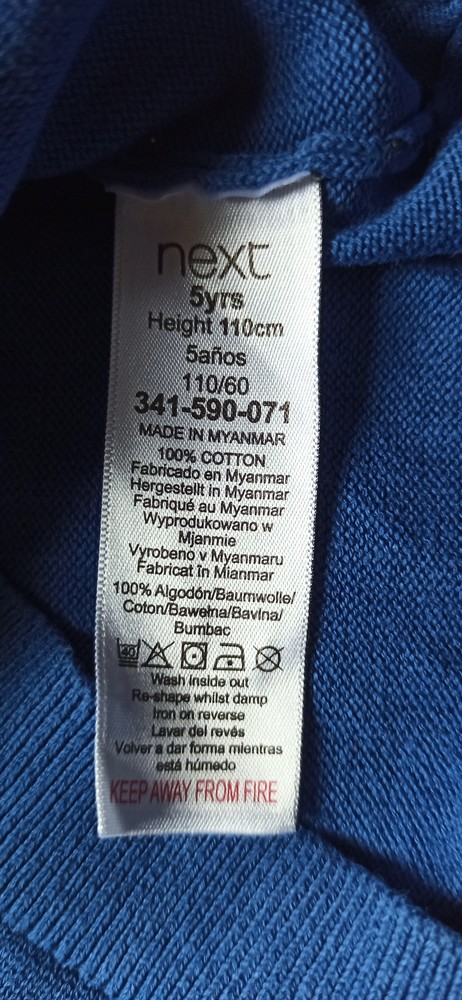 next
5yrs
Height 110cm
5años
110/60
341-590-071
MADE IN MYANMAR
100% COTTON
Fabricado en Myanmar
Hergestellt in Myanmar
Fabriqué au Myanmar
Wyprodukowano w
Mjanmie
Vyrobeno v Myanmaru
Fabricat în Mianmar
100% Algodón/Baumwolle/
Coton/Bawełna/Bavlna/
Bumbac
40
Wash inside out
Re-shape whilst damp
Iron on reverse
Lavar del revés
Volver a dar forma mientras
está húmedo
KEEP AWAY FROM FIRE